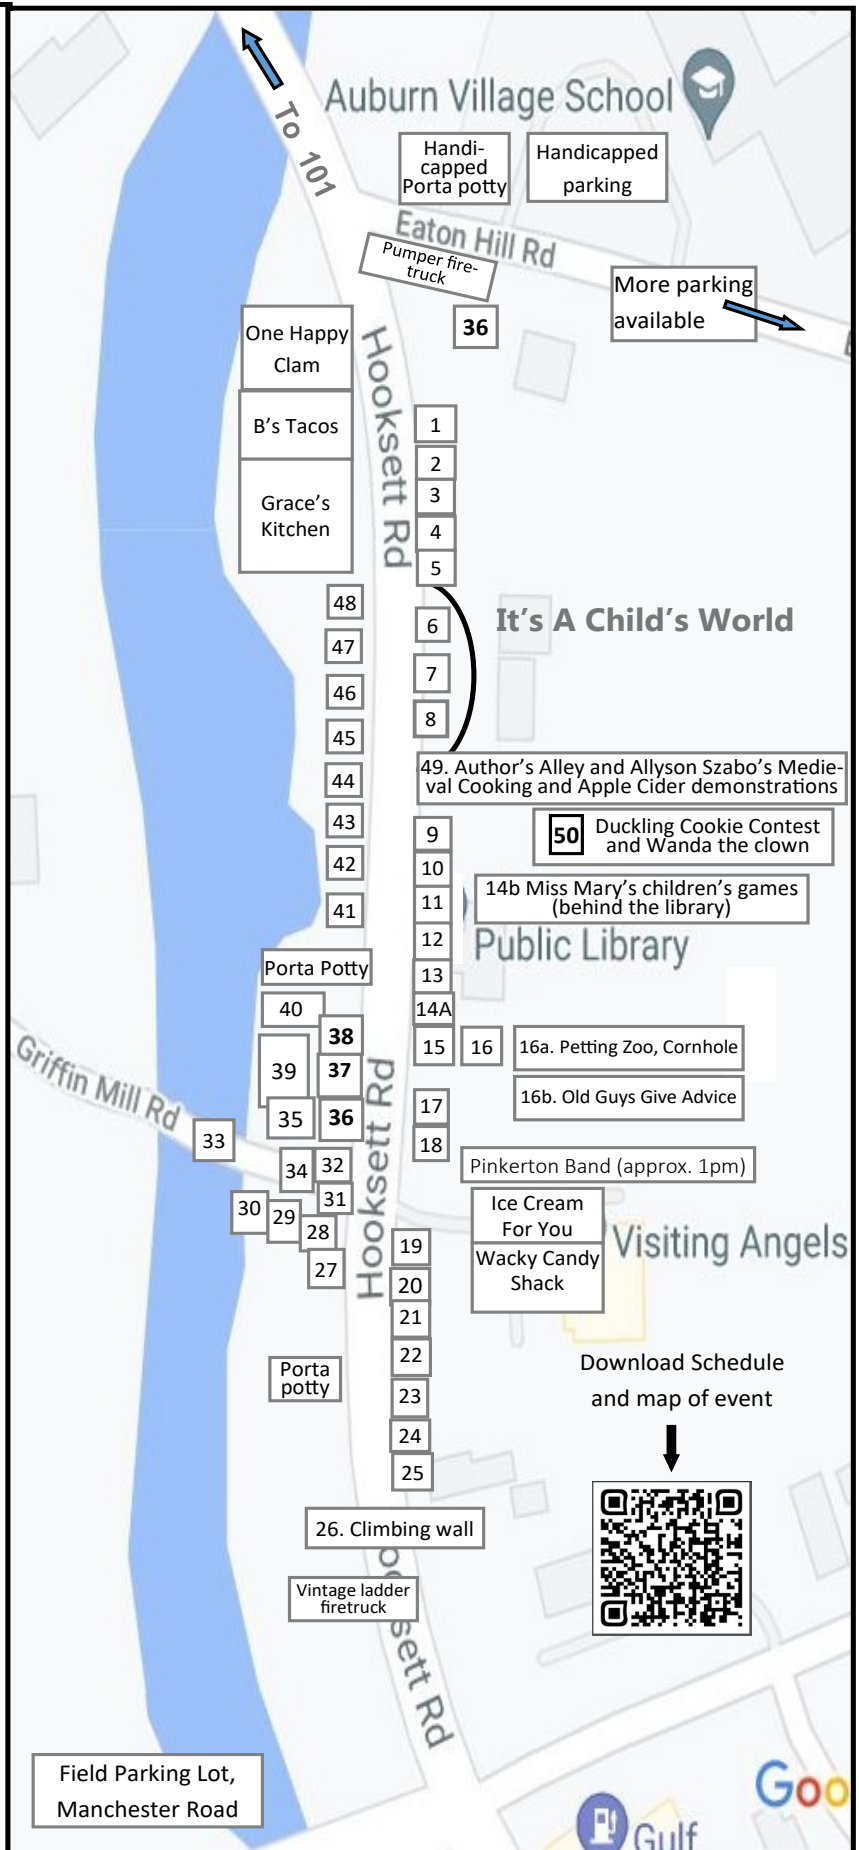 Auburn Village School
To 101
Handi-
capped
Porta potty
Handicapped
parking
Eaton Hill Rd
Pumper fire-
truck
More parking
available
36
One Happy
Clam
B's Tacos
Grace's
Kitchen
Hooksett Rd
1
2
3
4
5
48
47
46
45
44
43
42
41
6
7
8
It's A Child's World
49. Author's Alley and Allyson Szabo's Medie-
val Cooking and Apple Cider demonstrations
50
Duckling Cookie Contest
and Wanda the clown
9
10
11
12
13
14A
14b Miss Mary's children's games
(behind the library)
Public Library
Porta Potty
40
38
39
37
35
36
15
16
16a. Petting Zoo, Cornhole
16b. Old Guys Give Advice
17
18
Griffin Mill Rd
33
34
32
31
30
29
28
27
Hooksett Rd
Pinkerton Band (approx. 1pm)
Ice Cream
For You
Wacky Candy
Shack
Visiting Angels
19
20
21
22
23
24
25
Porta
potty
Download Schedule
and map of event
26. Climbing wall
Vintage ladder
firetruck
ooksett Rd
Field Parking Lot,
Manchester Road
Goo
Gulf